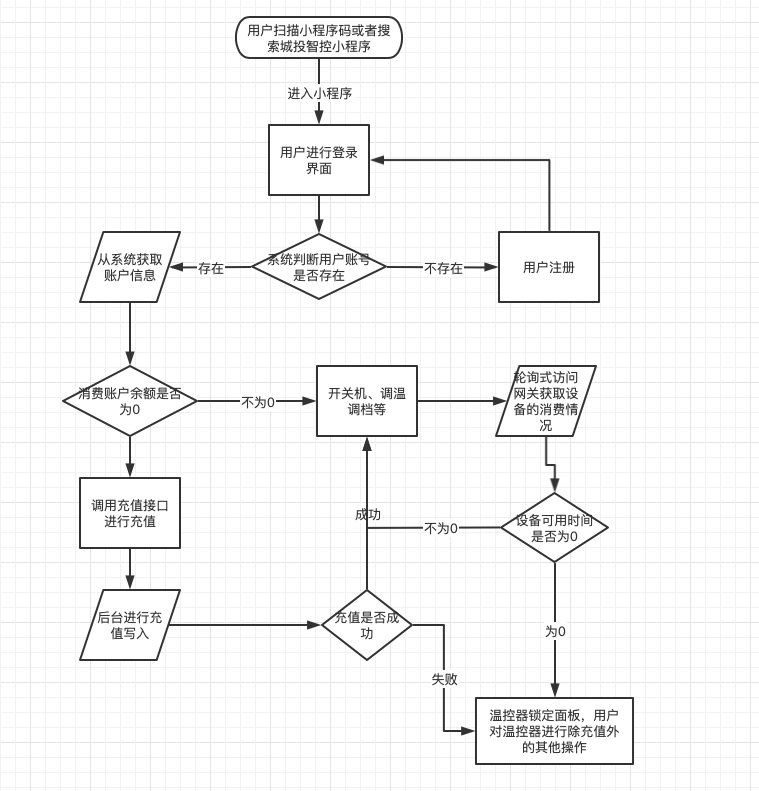 用户扫描小程序码或者搜
索城投智控小程序
进入小程序
用户进行登录
界面
从系统获取
账户信息
存在
系统判断用户账号
是否存在
不存在
用户注册
消费账户余额是否
为0
不为0
开关机、调温
调档等
轮询式访问
网关获取设
备的消费情
况
调用充值接口
进行充值
成功
不为0
设备可用时间
是否为0
后台进行充
值写入
充值是否成
功
为0
失败
温控器锁定面板，用户
对温控器进行除充值外
的其他操作